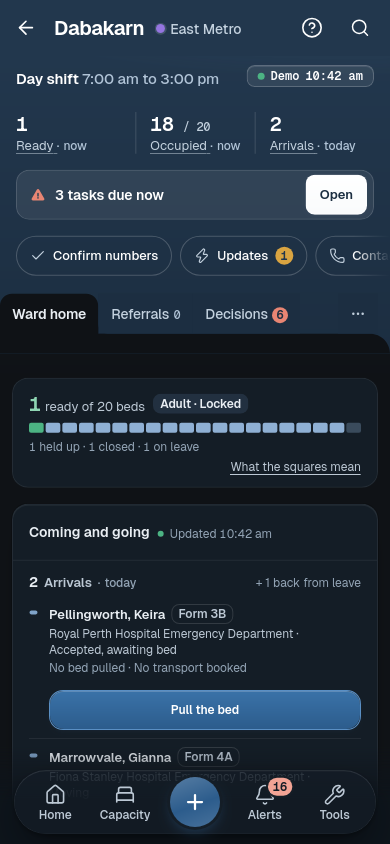 Dabakarn
East Metro
Day shift 7:00 am to 3:00 pm
Demo 10:42 am
1
Ready · now
18 / 20
Occupied · now
2
Arrivals · today
3 tasks due now
Open
Confirm numbers
Updates 1
Conta
Ward home
Referrals 0
Decisions 6
1 ready of 20 beds
Adult · Locked
1 held up · 1 closed · 1 on leave
What the squares mean
Coming and going
Updated 10:42 am
2 Arrivals · today
+ 1 back from leave
Pellingworth, Keira
Form 3B
Royal Perth Hospital Emergency Department ·
Accepted, awaiting bed
No bed pulled · No transport booked
Pull the bed
Marrowvale, Gianna
Form 4A
Fiona Stanley Hospital Emergency Department ·
Home
Capacity
Alerts
16
Tools